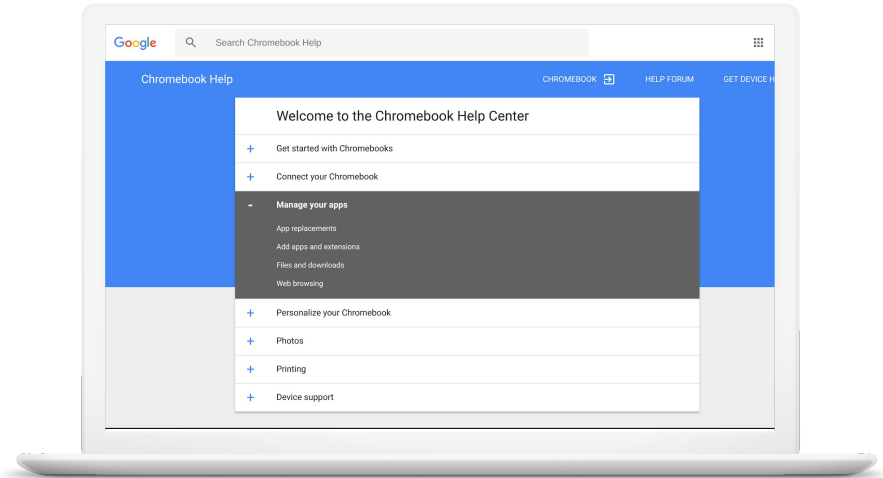 Google Search Chromebook Help
Chromebook Help CHROMEBOOK HELP FORUM GET DEVICE H
Welcome to the Chromebook Help Center
+ Get started with Chromebooks
+ Connect your Chromebook
- Manage your apps
App replacements
Add apps and extensions
Files and downloads
Web browsing
+ Personalize your Chromebook
+ Photos
+ Printing
+ Device support